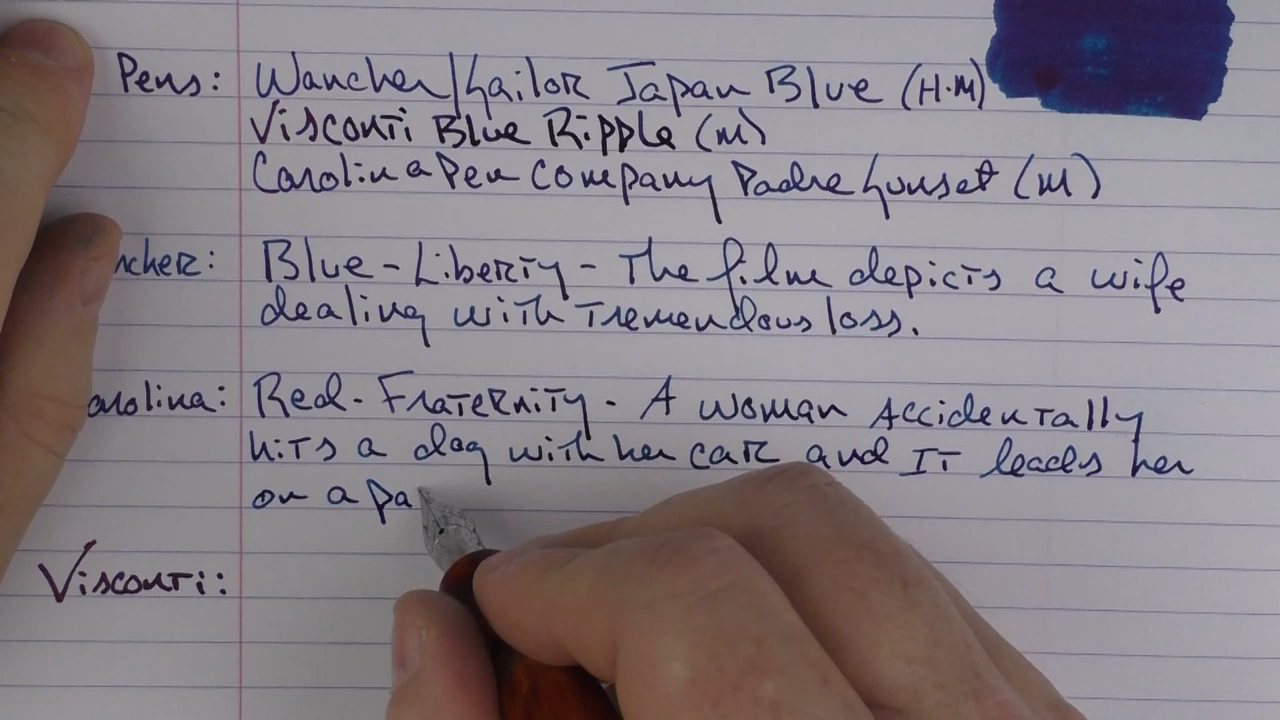 Pens: Wancher/Sailor Japan Blue (H.M)
Visconti Blue Ripple (M)
Carolina Pen Company Padre Sunset (M)
ncher: Blue - Liberty - The film depicts a wife
dealing with tremendous loss.
arolina: Red - Fraternity - A woman accidentally
hits a dog with her car and it leads her
on a pa
Visconti: